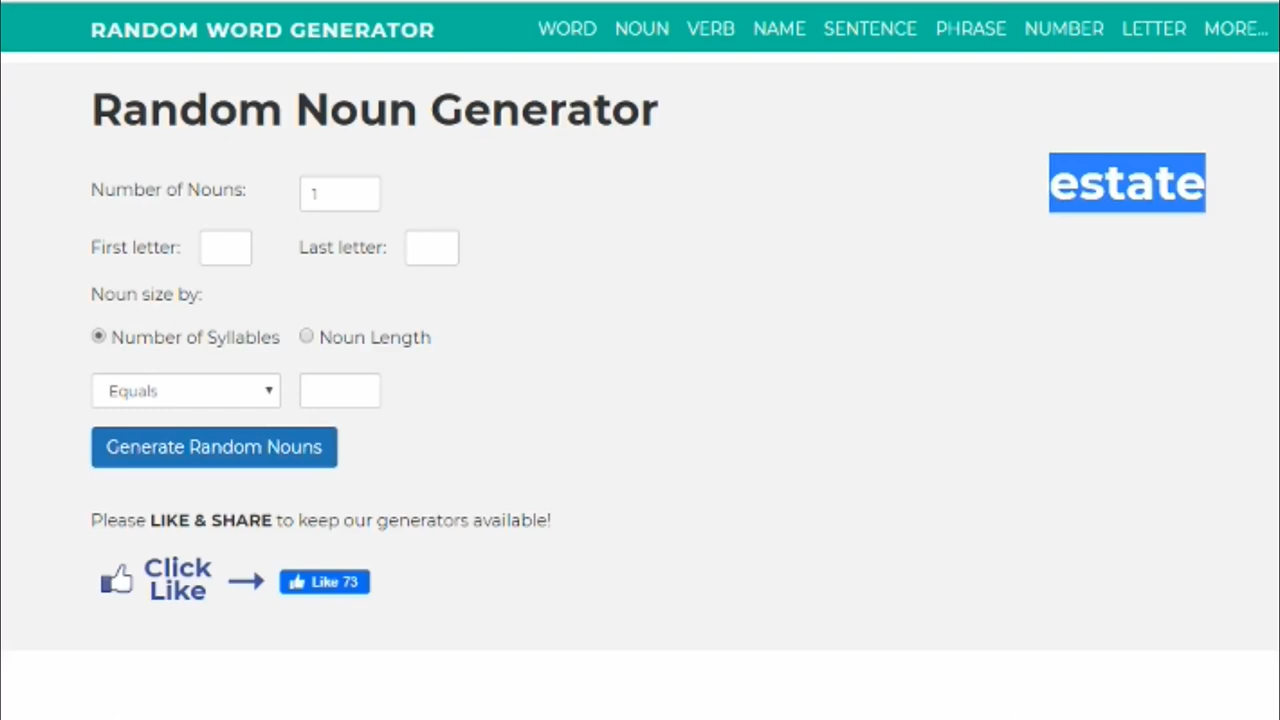 RANDOM WORD GENERATOR WORD NOUN VERB NAME SENTENCE PHRASE NUMBER LETTER MORE...
Random Noun Generator
estate
Number of Nouns: 1
First letter: Last letter:
Noun size by:
Number of Syllables Noun Length
Equals
Generate Random Nouns
Please LIKE & SHARE to keep our generators available!
Click
Like
Like 73